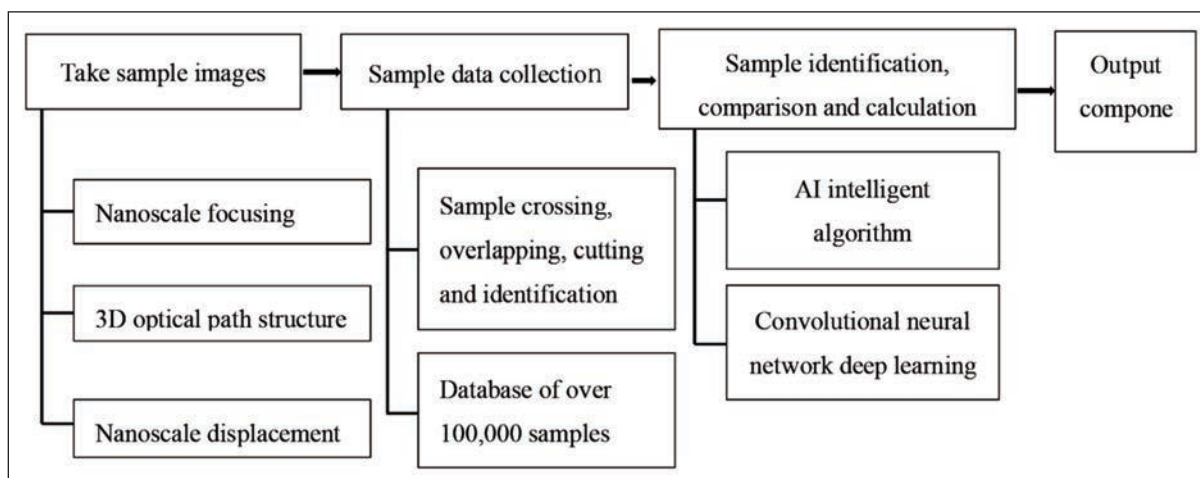 Take sample images
Nanoscale focusing
3D optical path structure
Nanoscale displacement
Sample data collection
Sample crossing,
overlapping, cutting
and identification
Database of over
100,000 samples
Sample identification,
comparison and calculation
AI intelligent
algorithm
Convolutional neural
network deep learning
Output
compone